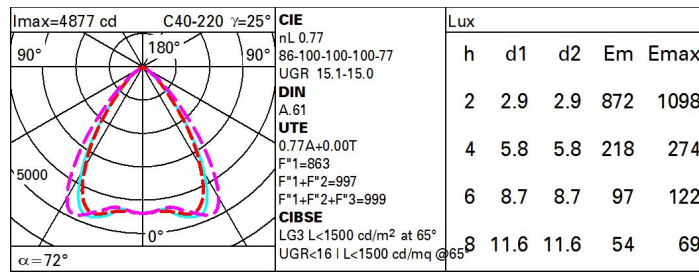 Imax=4877 cd C40-220 γ=25°
90° 180° 90°
5000
0°
α=72°
CIE
nL 0.77
86-100-100-100-77
UGR 15.1-15.0
DIN
A.61
UTE
0.77A+0.00T
F"1=863
F"1+F"2=997
F"1+F"2+F"3=999
CIBSE
LG3 L<1500 cd/m² at 65°
UGR<16 | L<1500 cd/mq @65°
Lux
h d1 d2 Em Emax
2 2.9 2.9 872 1098
4 5.8 5.8 218 274
6 8.7 8.7 97 122
8 11.6 11.6 54 69